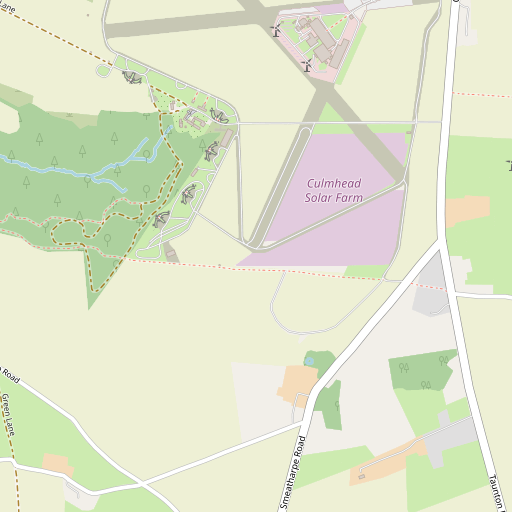 Lane
Culmhead
Solar Farm
Road
Green Lane
Smeatharpe Road
Taunton